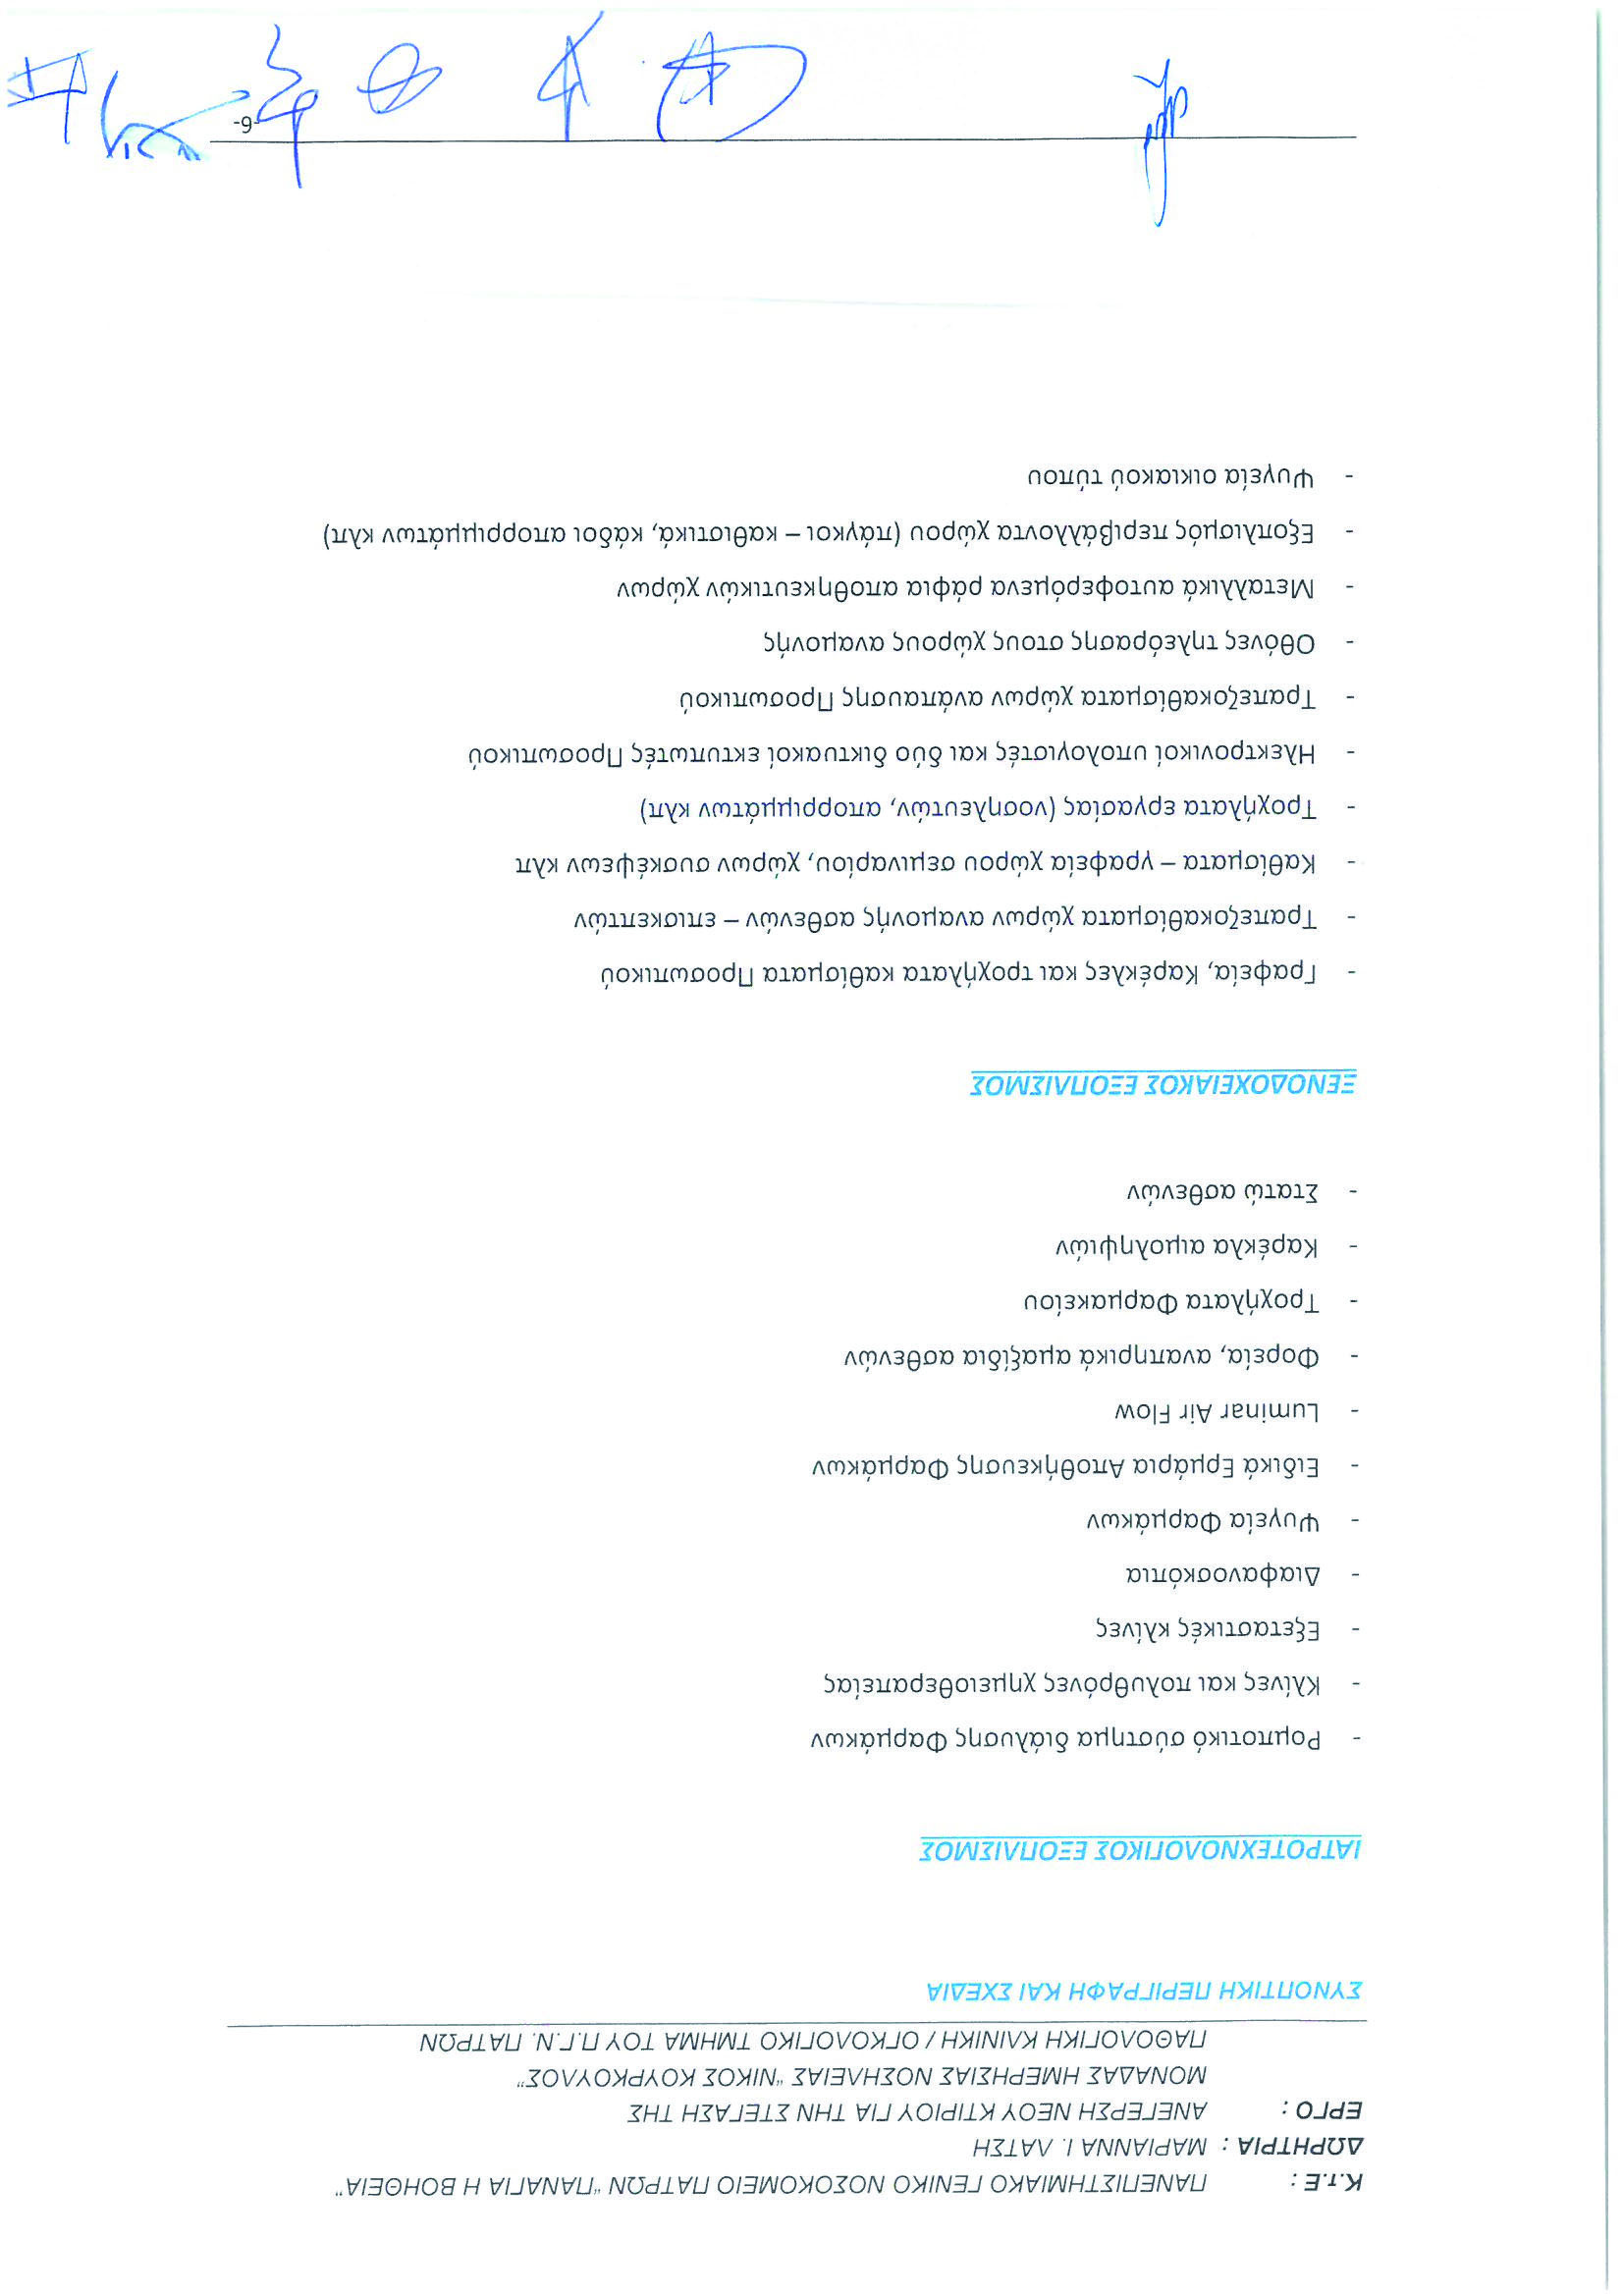 Κ.τ.Ε : ΠΑΝΕΠΙΣΤΗΜΙΑΚΟ ΓΕΝΙΚΟ ΝΟΣΟΚΟΜΕΙΟ ΠΑΤΡΩΝ "ΠΑΝΑΓΙΑ Η ΒΟΗΘΕΙΑ"
ΔΩΡΗΤΡΙΑ : ΜΑΡΙΑΝΝΑ Ι. ΛΑΤΣΗ
ΕΡΓΟ : ΑΝΕΓΕΡΣΗ ΝΕΟΥ ΚΤΙΡΙΟΥ ΓΙΑ ΤΗΝ ΣΤΕΓΑΣΗ ΤΗΣ
ΜΟΝΑΔΑΣ ΗΜΕΡΗΣΙΑΣ ΝΟΣΗΛΕΙΑΣ "ΝΙΚΟΣ ΚΟΥΡΚΟΥΛΟΣ"
ΠΑΘΟΛΟΓΙΚΗ ΚΛΙΝΙΚΗ / ΟΓΚΟΛΟΓΙΚΟ ΤΜΗΜΑ ΤΟΥ Π.Γ.Ν. ΠΑΤΡΩΝ
ΣΥΝΟΠΤΙΚΗ ΠΕΡΙΓΡΑΦΗ ΚΑΙ ΣΧΕΔΙΑ
ΙΑΤΡΟΤΕΧΝΟΛΟΓΙΚΟΣ ΕΞΟΠΛΙΣΜΟΣ
- Ρομποτικό σύστημα διάλυσης Φαρμάκων
- Κλίνες και πολυθρόνες χημειοθεραπείας
- Εξεταστικές κλίνες
- Διαφανοσκόπια
- Ψυγεία Φαρμάκων
- Ειδικά Ερμάρια Αποθήκευσης Φαρμάκων
- Luminar Air Flow
- Φορεία, αναπηρικά αμαξίδια ασθενών
- Τροχήλατα Φαρμακείου
- Καρέκλα αιμοληψιών
- Στατώ ασθενών
ΞΕΝΟΔΟΧΕΙΑΚΟΣ ΕΞΟΠΛΙΣΜΟΣ
- Γραφεία, Καρέκλες και τροχήλατα καθίσματα Προσωπικού
- Τραπεζοκαθίσματα χώρων αναμονής ασθενών – επισκεπτών
- Καθίσματα – γραφεία χώρου σεμιναρίου, χώρων συσκέψεων κλπ
- Τροχήλατα εργασίας (νοσηλευτών, απορριμμάτων κλπ)
- Ηλεκτρονικοί υπολογιστές και δύο δικτυακοί εκτυπωτές Προσωπικού
- Τραπεζοκαθίσματα χώρων ανάπαυσης Προσωπικού
- Οθόνες τηλεόρασης στους χώρους αναμονής
- Μεταλλικά αυτοφερόμενα ράφια αποθηκευτικών χώρων
- Εξοπλισμός περιβάλλοντα χώρου (πάγκοι – καθιστικά, κάδοι απορριμμάτων κλπ)
- Ψυγεία οικιακού τύπου
-9-